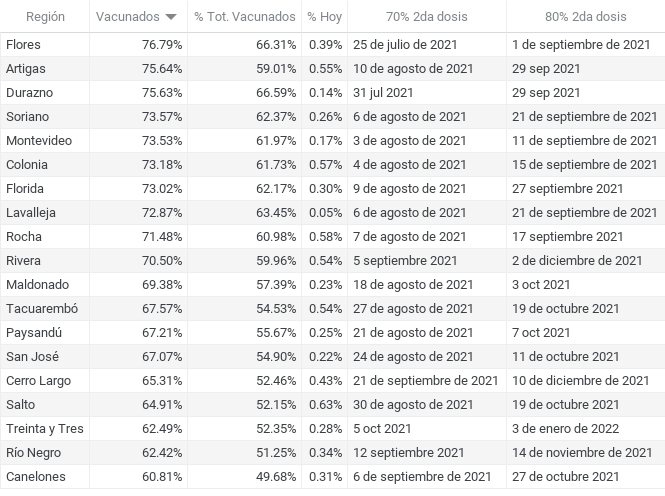 Región Vacunados % Tot. Vacunados % Hoy 70% 2da dosis 80% 2da dosis
Flores 76.79% 66.31% 0.39% 25 de julio de 2021 1 de septiembre de 2021
Artigas 75.64% 59.01% 0.55% 10 de agosto de 2021 29 sep 2021
Durazno 75.63% 66.59% 0.14% 31 jul 2021 29 sep 2021
Soriano 73.57% 62.37% 0.26% 6 de agosto de 2021 21 de septiembre de 2021
Montevideo 73.53% 61.97% 0.17% 3 de agosto de 2021 11 de septiembre de 2021
Colonia 73.18% 61.73% 0.57% 4 de agosto de 2021 15 de septiembre de 2021
Florida 73.02% 62.17% 0.30% 9 de agosto de 2021 27 septiembre 2021
Lavalleja 72.87% 63.45% 0.05% 6 de agosto de 2021 21 de septiembre de 2021
Rocha 71.48% 60.98% 0.58% 7 de agosto de 2021 17 septiembre 2021
Rivera 70.50% 59.96% 0.54% 5 septiembre 2021 2 de diciembre de 2021
Maldonado 69.38% 57.39% 0.23% 18 de agosto de 2021 3 oct 2021
Tacuarembó 67.57% 54.53% 0.54% 27 de agosto de 2021 19 de octubre 2021
Paysandú 67.21% 55.67% 0.25% 21 de agosto de 2021 7 oct 2021
San José 67.07% 54.90% 0.22% 24 de agosto de 2021 11 de octubre 2021
Cerro Largo 65.31% 52.46% 0.43% 21 de septiembre de 2021 10 de diciembre de 2021
Salto 64.91% 52.15% 0.63% 30 de agosto de 2021 19 de octubre 2021
Treinta y Tres 62.49% 52.35% 0.28% 5 oct 2021 3 de enero de 2022
Río Negro 62.42% 51.25% 0.34% 12 septiembre 2021 14 de noviembre de 2021
Canelones 60.81% 49.68% 0.31% 6 de septiembre de 2021 27 de octubre 2021